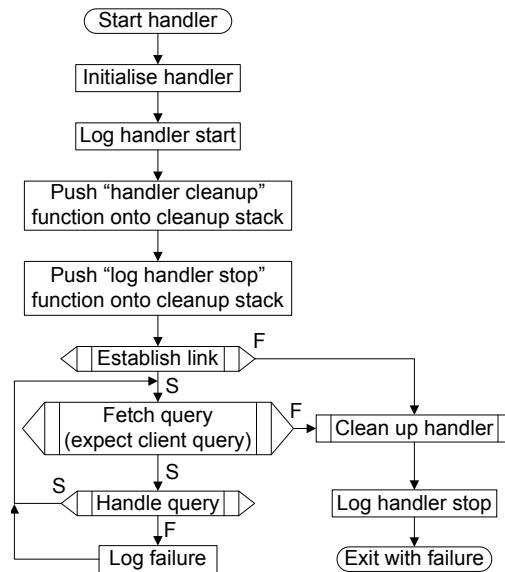 Start handler
Initialise handler
Log handler start
Push “handler cleanup”
function onto cleanup stack
Push “log handler stop”
function onto cleanup stack
Establish link
F
S
Fetch query
(expect client query)
F
Clean up handler
S
S
Handle query
Log handler stop
F
Log failure
Exit with failure